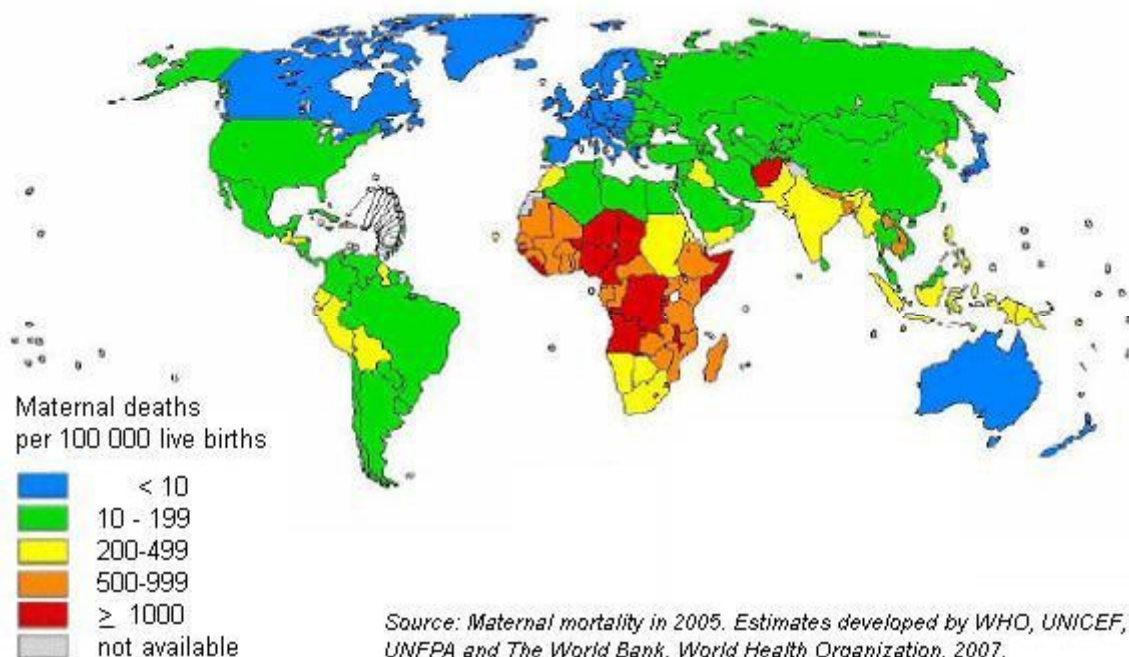 Maternal deaths
per 100 000 live births
< 10
10 - 199
200-499
500-999
≥ 1000
not available
Source: Maternal mortality in 2005. Estimates developed by WHO, UNICEF,
UNFPA and The World Bank, World Health Organization, 2007.